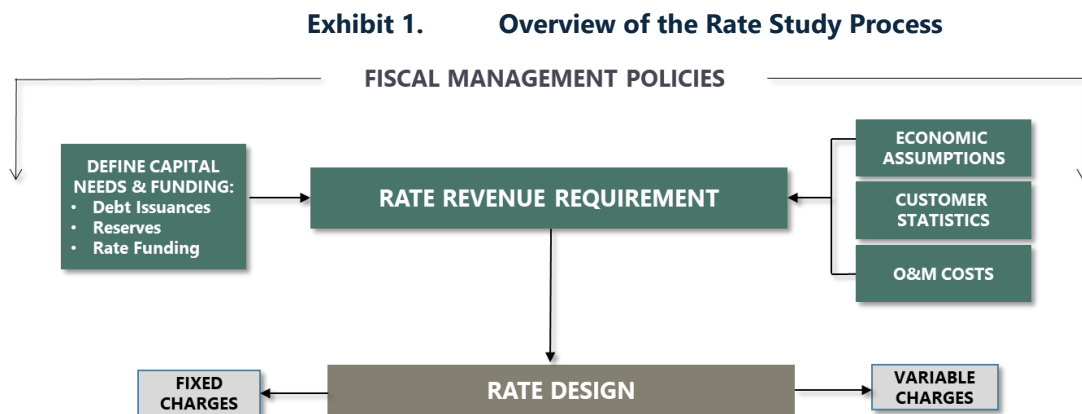 Exhibit 1. Overview of the Rate Study Process
FISCAL MANAGEMENT POLICIES
DEFINE CAPITAL
NEEDS & FUNDING:
• Debt Issuances
• Reserves
• Rate Funding
RATE REVENUE REQUIREMENT
ECONOMIC
ASSUMPTIONS
CUSTOMER
STATISTICS
O&M COSTS
FIXED
CHARGES
RATE DESIGN
VARIABLE
CHARGES